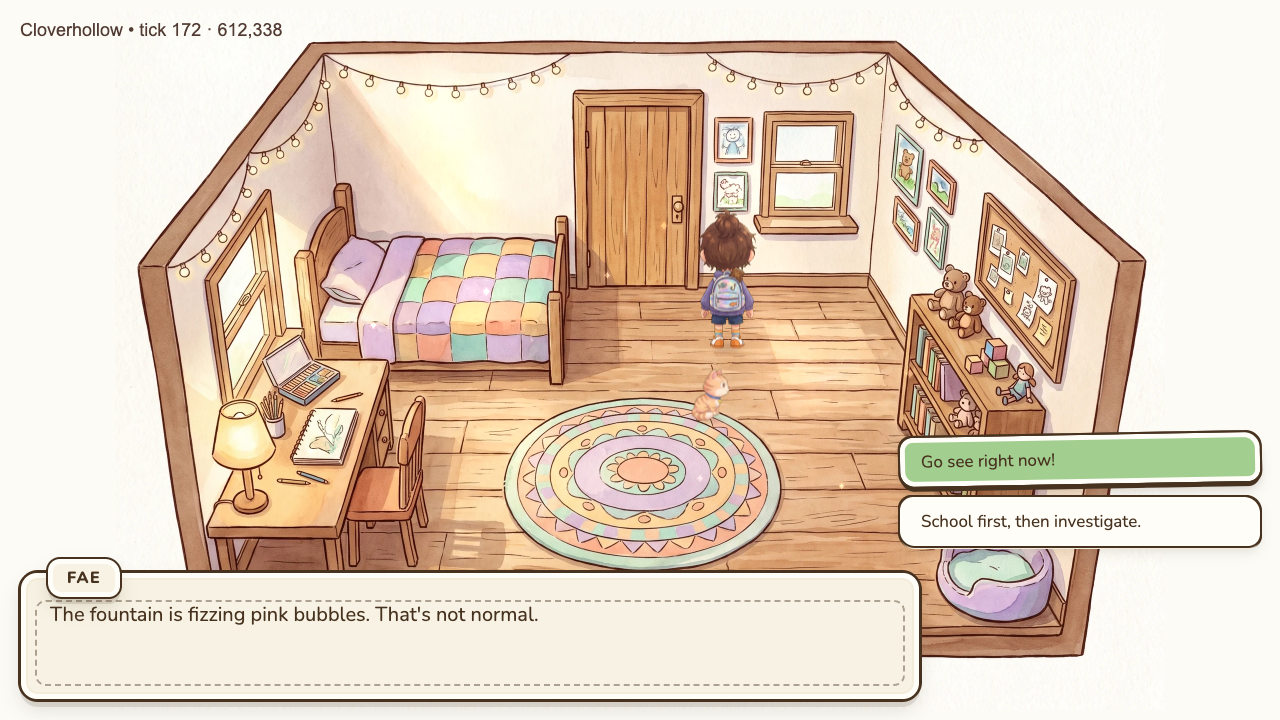 Cloverhollow • tick 172 · 612,338
Go see right now!
School first, then investigate.
FAE
The fountain is fizzing pink bubbles. That's not normal.